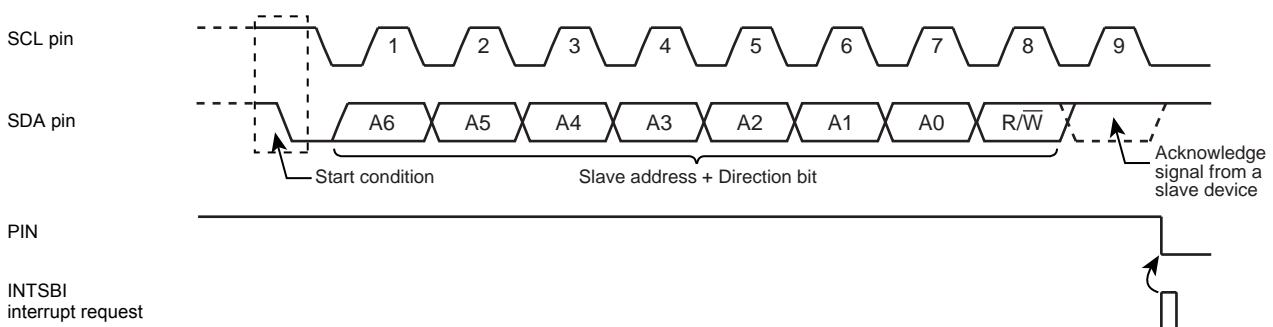 SCL pin
1 2 3 4 5 6 7 8 9
SDA pin
A6 A5 A4 A3 A2 A1 A0 R/W̅
Start condition
Slave address + Direction bit
Acknowledge
signal from a
slave device
PIN
INTSBI
interrupt request